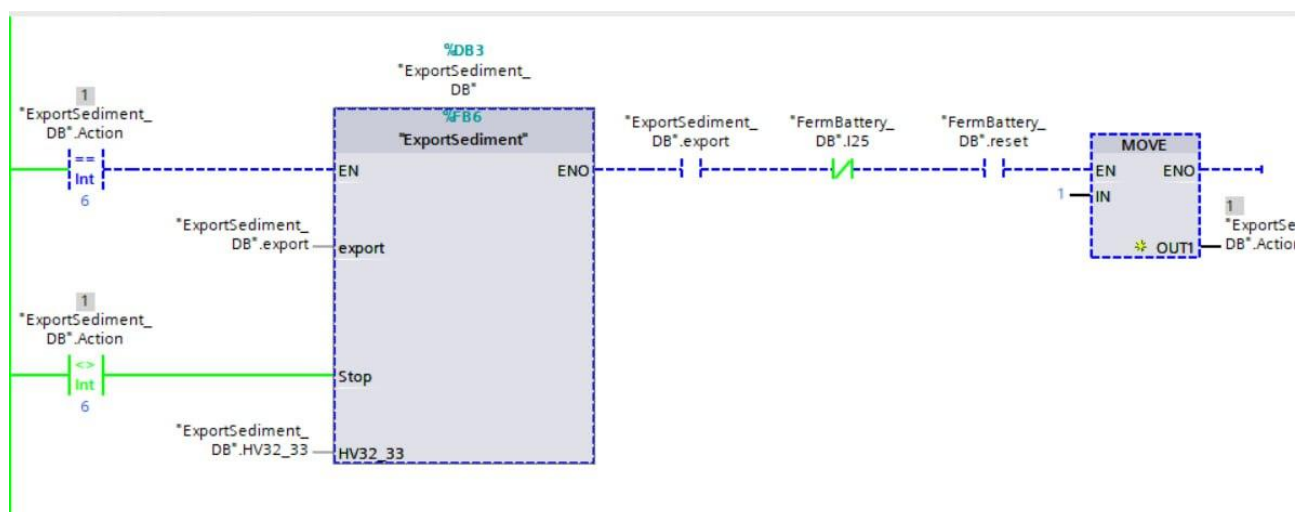 %DB3
"ExportSediment_
DB"
1
"ExportSediment_
DB".Action
==
Int
6
%FB6
"ExportSediment"
EN
ENO
"ExportSediment_
DB".export
"FermBattery_
DB".I25
"FermBattery_
DB".reset
MOVE
EN
ENO
1
IN
OUT1
1
"ExportSe
DB".Action
"ExportSediment_
DB".export
export
1
"ExportSediment_
DB".Action
<>
Int
6
Stop
"ExportSediment_
DB".HV32_33
HV32_33